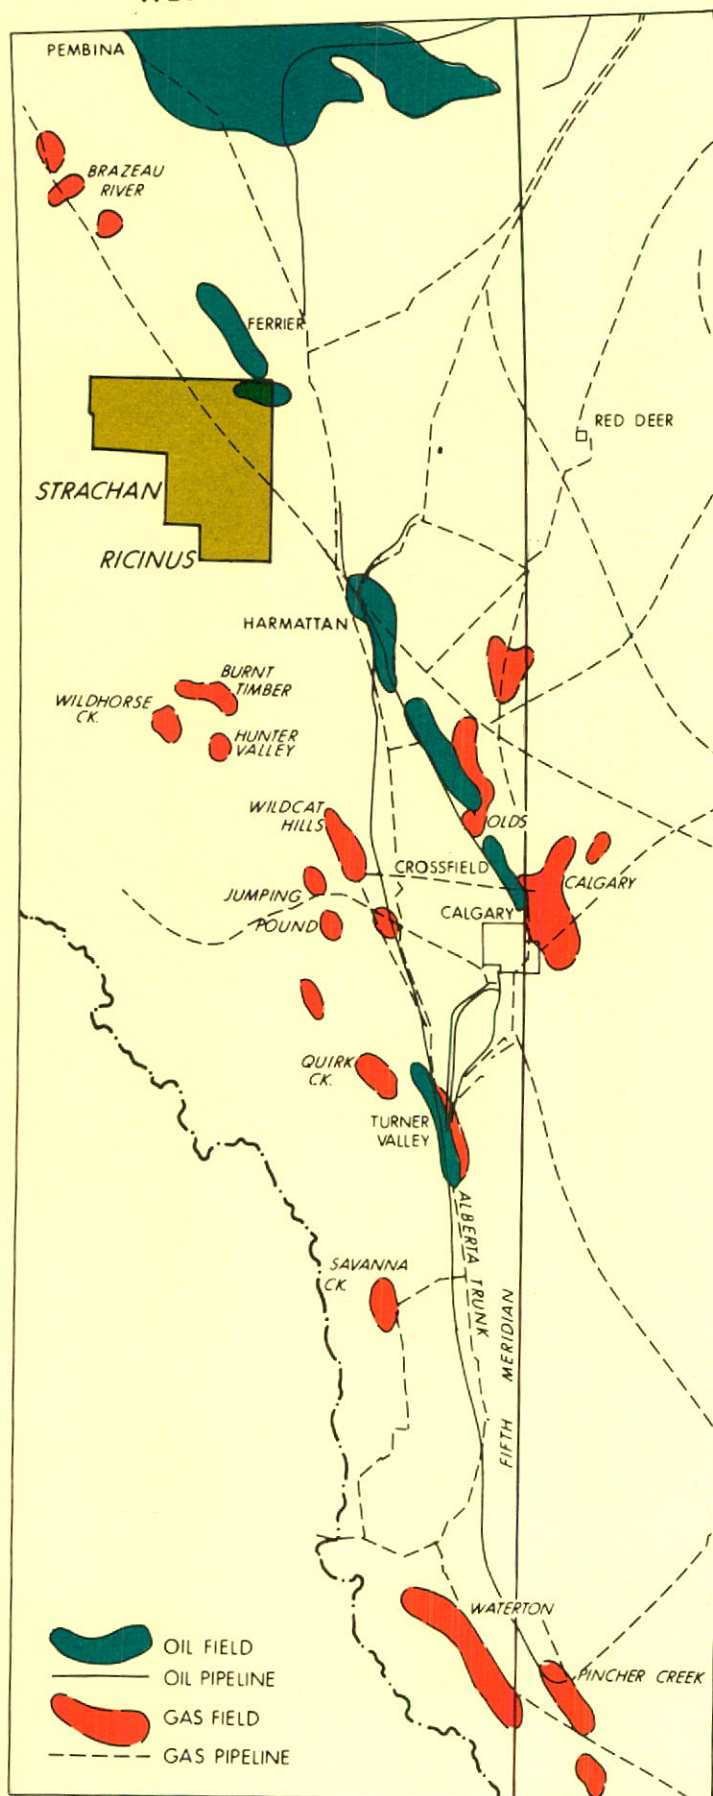 PEMBINA
BRAZEAU
RIVER
FERRIER
RED DEER
STRACHAN
RICINUS
HARMATTAN
BURNT
TIMBER
WILDHORSE
CK.
HUNTER
VALLEY
WILDCAT
HILLS
OLDS
CROSSFIELD
CALGARY
JUMPING
POUND
CALGARY
QUIRK
CK.
TURNER
VALLEY
ALBERTA TRUNK
SAVANNA
CK.
FIFTH MERIDIAN
WATERTON
PINCHER CREEK
OIL FIELD
OIL PIPELINE
GAS FIELD
GAS PIPELINE